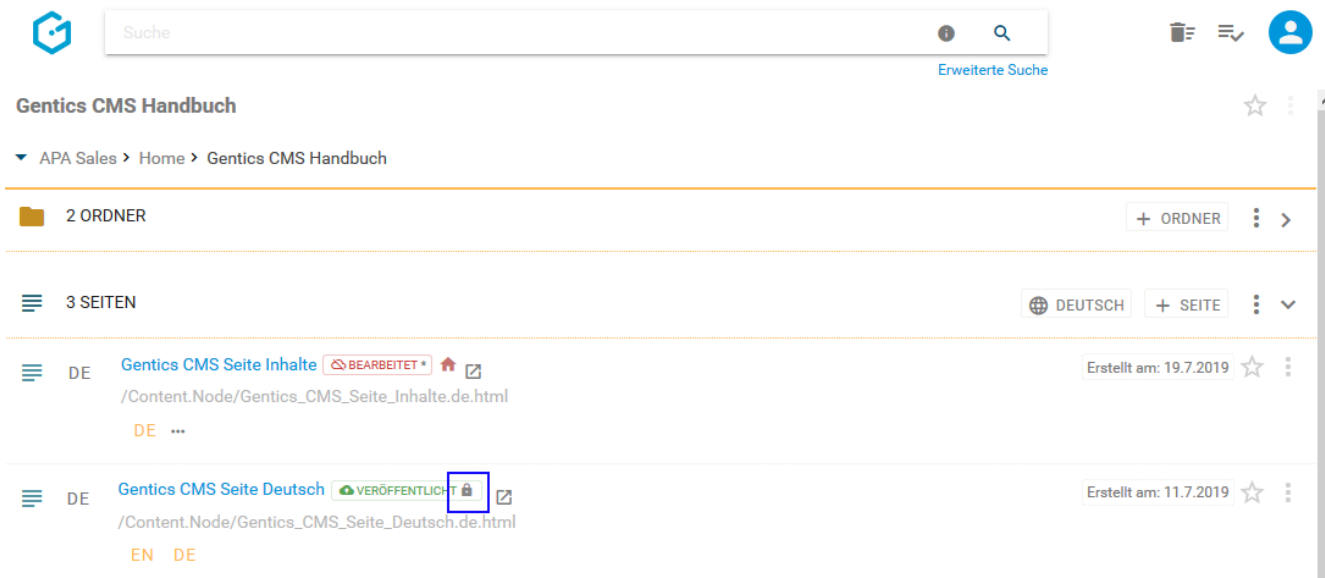 Suche
Erweiterte Suche
Gentics CMS Handbuch
APA Sales > Home > Gentics CMS Handbuch
2 ORDNER + ORDNER
3 SEITEN DEUTSCH + SEITE
DE Gentics CMS Seite Inhalte BEARBEITET * Erstellt am: 19.7.2019
/Content.Node/Gentics_CMS_Seite_Inhalte.de.html
DE ...
DE Gentics CMS Seite Deutsch VERÖFFENTLICHT Erstellt am: 11.7.2019
/Content.Node/Gentics_CMS_Seite_Deutsch.de.html
EN DE